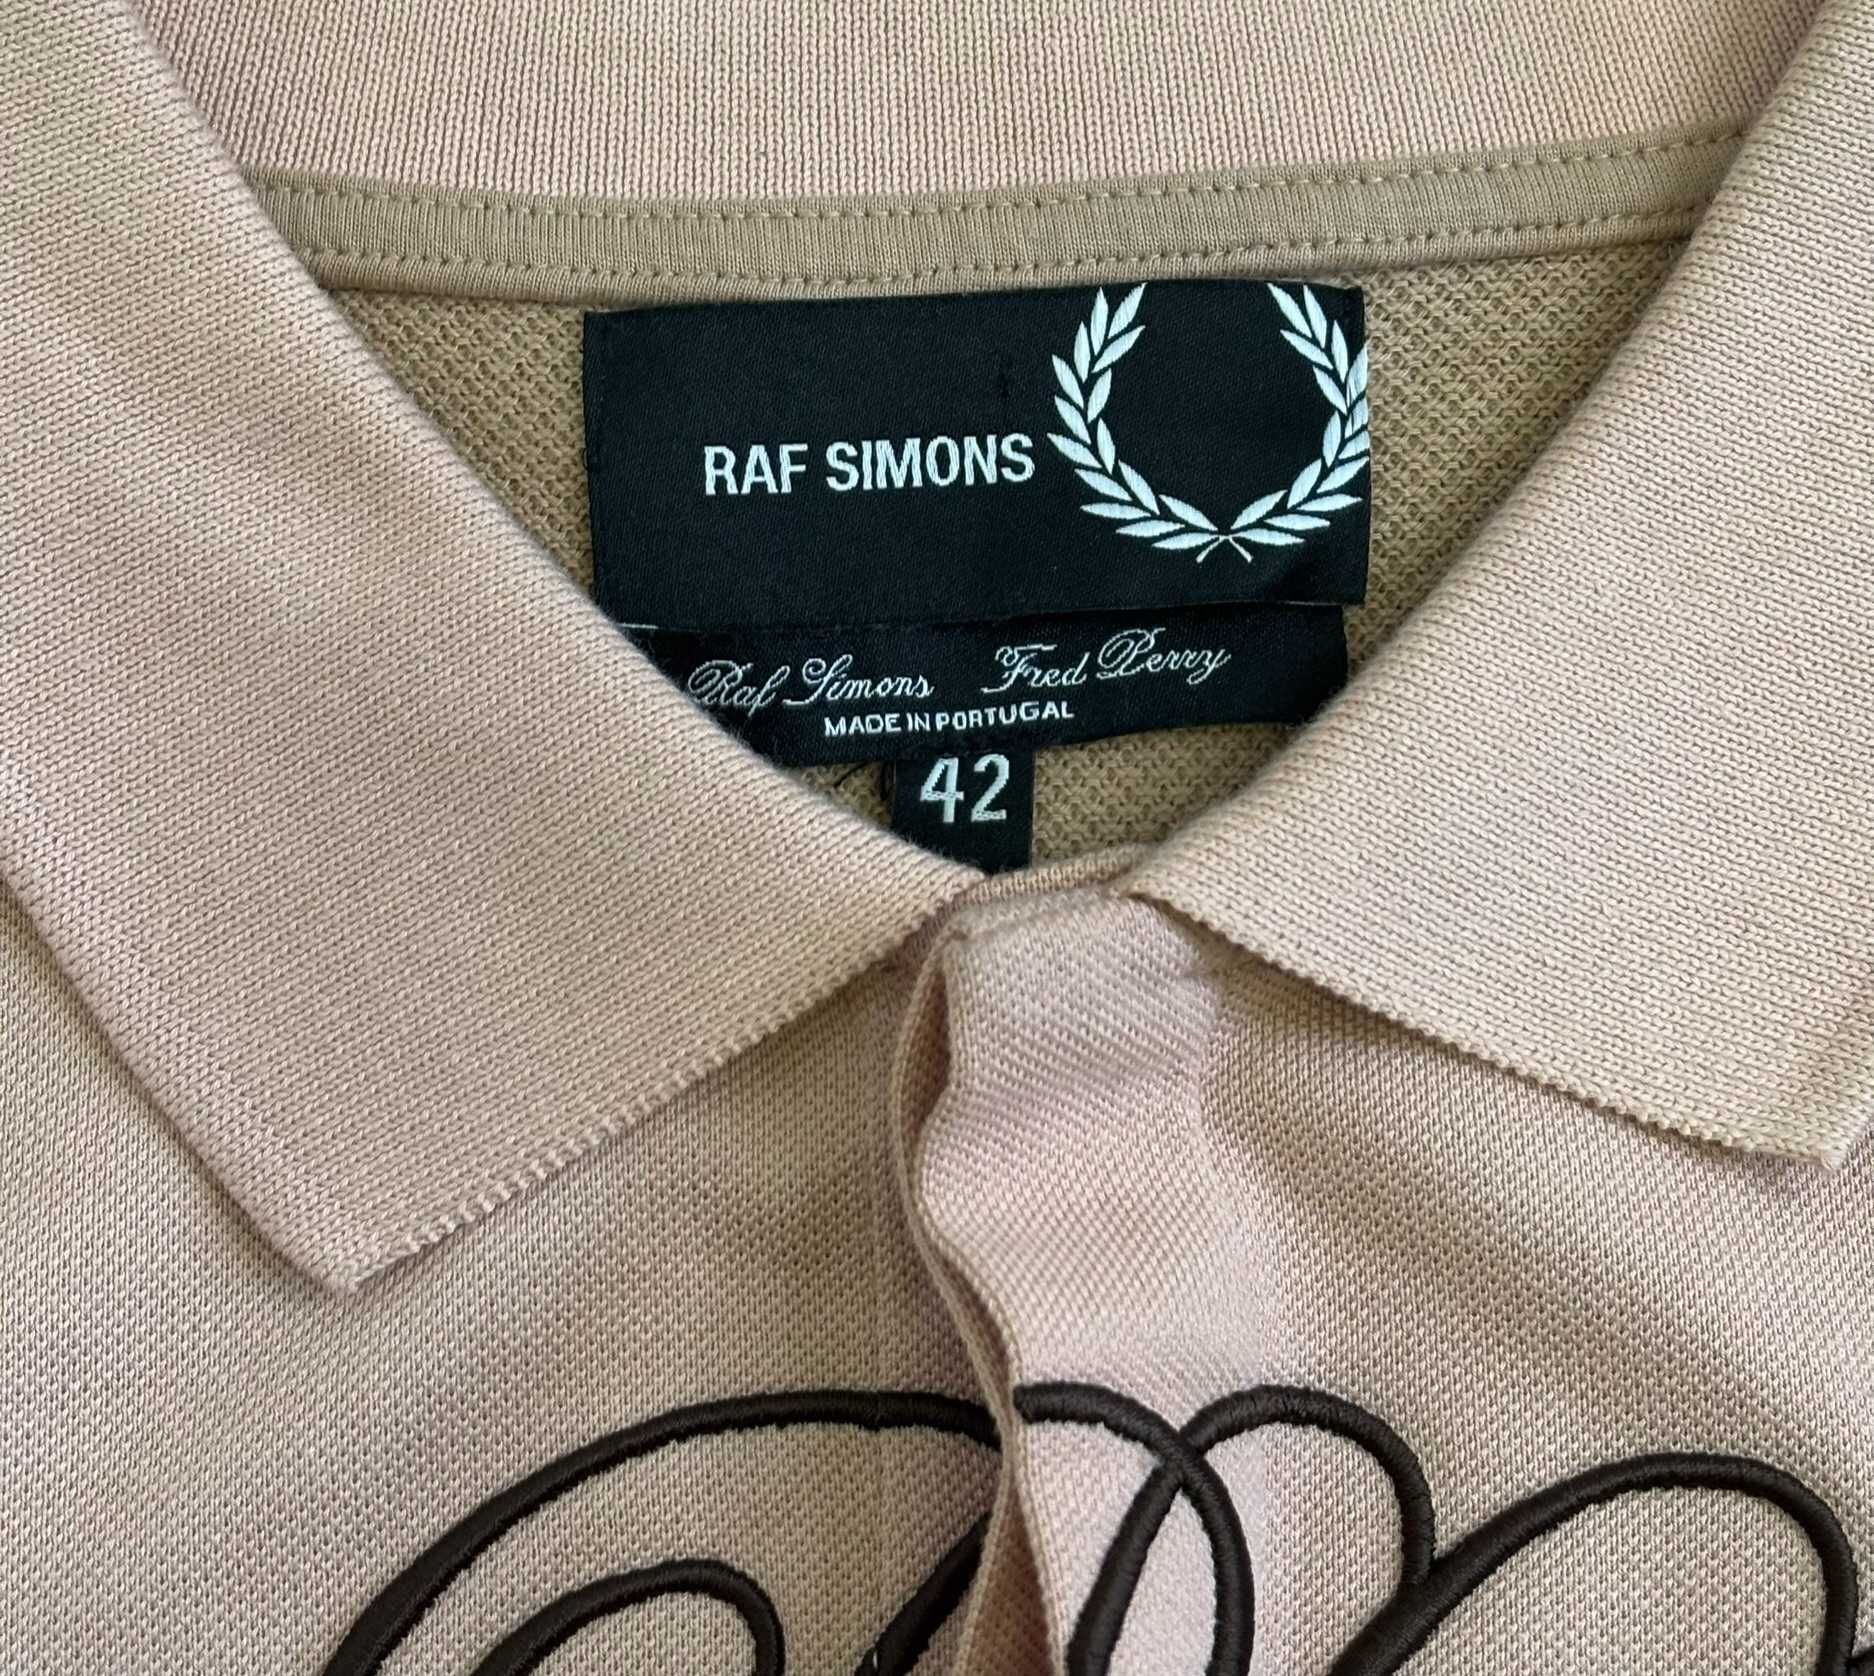 RAF SIMONS
Raf Simons Fred Perry
MADE IN PORTUGAL
42